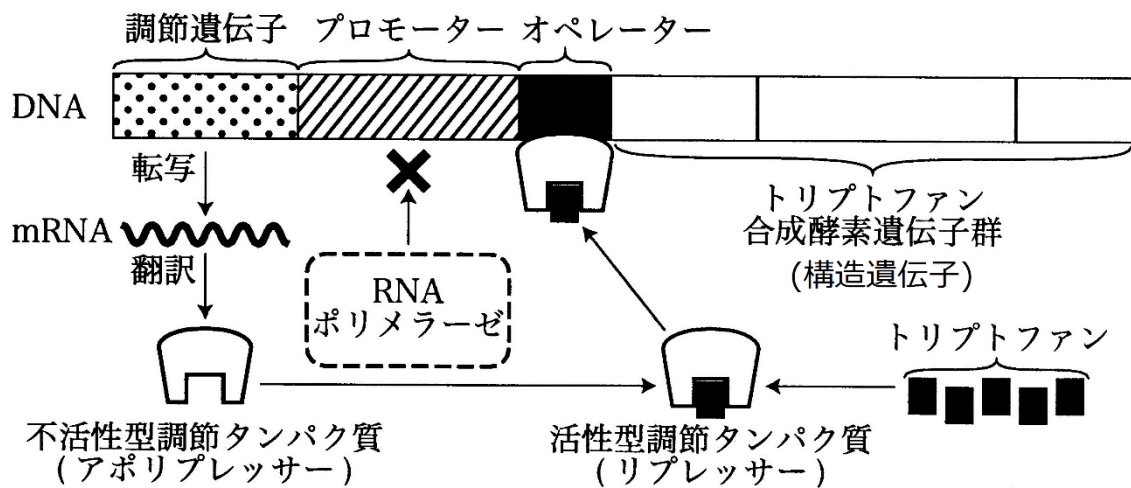 調節遺伝子 プロモーター オペレーター
DNA
転写
mRNA
翻訳
RNA
ポリメラーゼ
トリプトファン
合成酵素遺伝子群
(構造遺伝子)
トリプトファン
不活性型調節タンパク質
(アポリプレッサー)
活性型調節タンパク質
(リプレッサー)